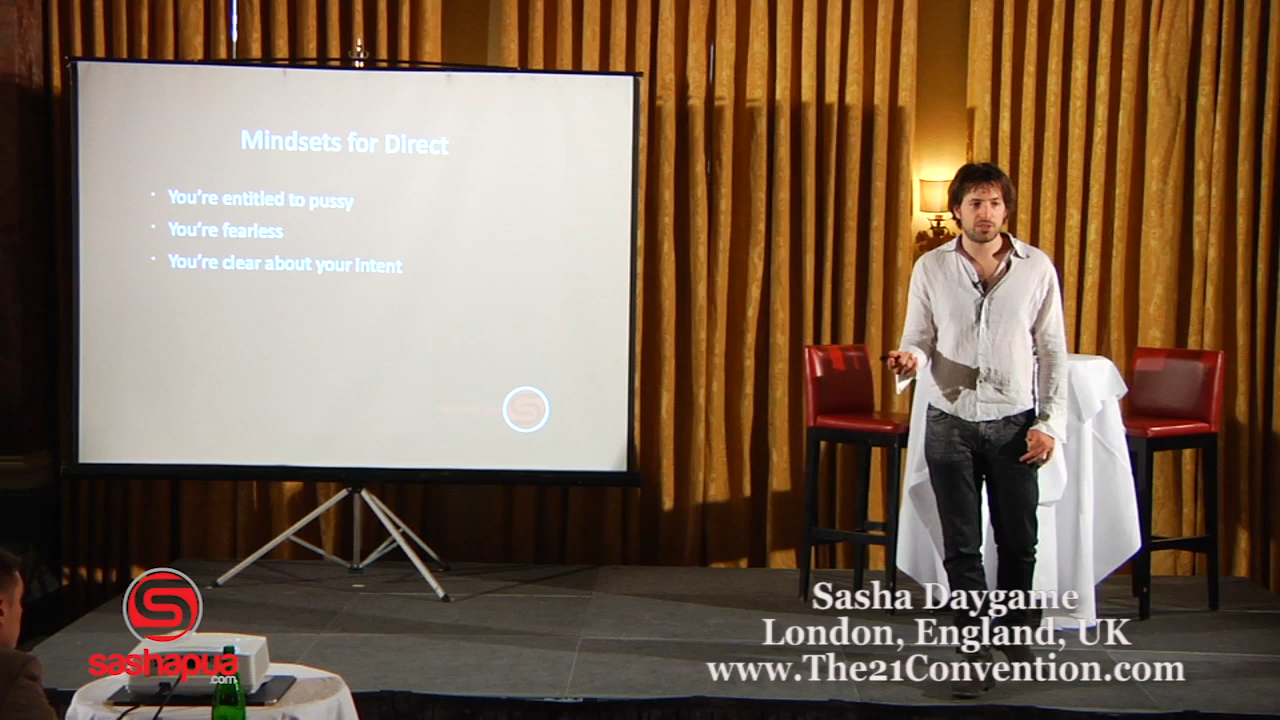 Mindsets for Direct
• You're entitled to pussy
• You're fearless
• You're clear about your intent
S
S
sashapua
.com
Sasha Daygame
London, England, UK
www.The21Convention.com